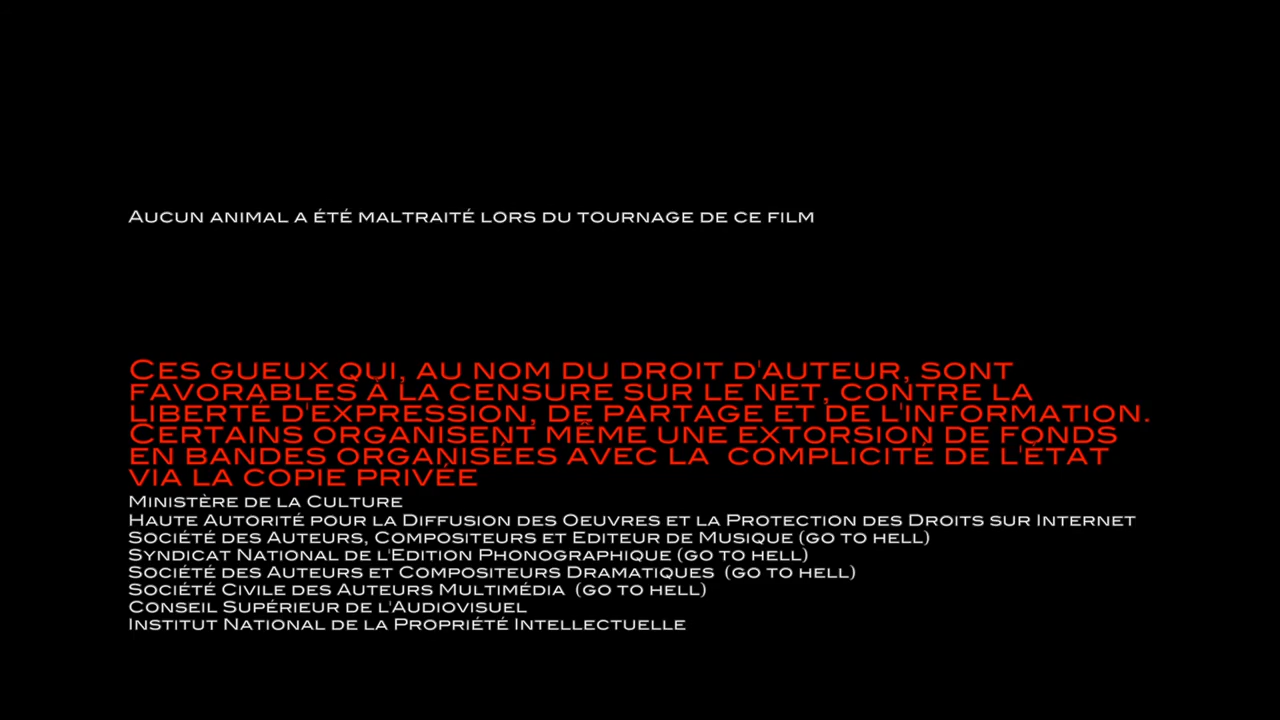 Aucun animal a été maltraité lors du tournage de ce film
Ces gueux qui, au nom du droit d'auteur, sont
favorables à la censure sur le net, contre la
liberté d'expression, de partage et de l'information.
Certains organisent même une extorsion de fonds
en bandes organisées avec la complicité de l'état
via la copie privée
Ministère de la Culture
Haute Autorité pour la Diffusion des Oeuvres et la Protection des Droits sur Internet
Société des Auteurs, Compositeurs et Editeur de Musique (go to hell)
Syndicat National de l'Edition Phonographique (go to hell)
Société des Auteurs et Compositeurs Dramatiques (go to hell)
Société Civile des Auteurs Multimédia (go to hell)
Conseil Supérieur de l'Audiovisuel
Institut National de la Propriété Intellectuelle